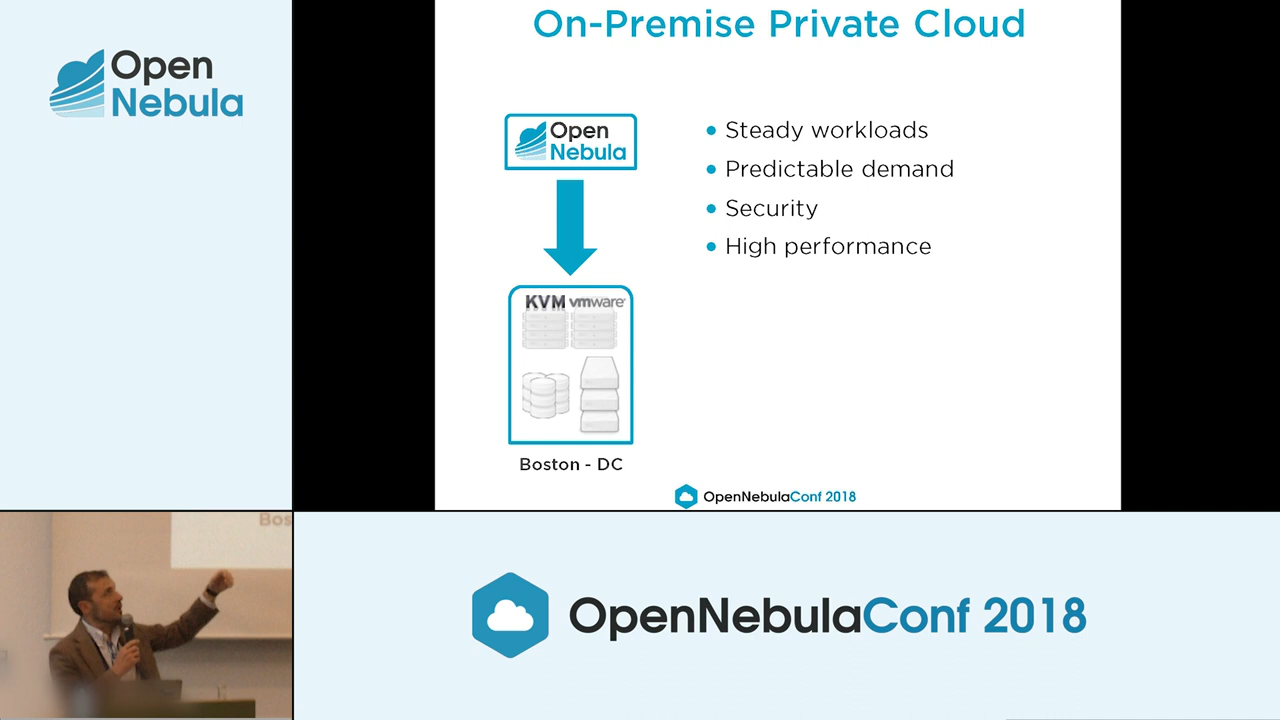 Open
Nebula
On-Premise Private Cloud
Open
Nebula
• Steady workloads
• Predictable demand
• Security
• High performance
KVM vmware
Boston - DC
OpenNebulaConf 2018
Bos
OpenNebulaConf 2018